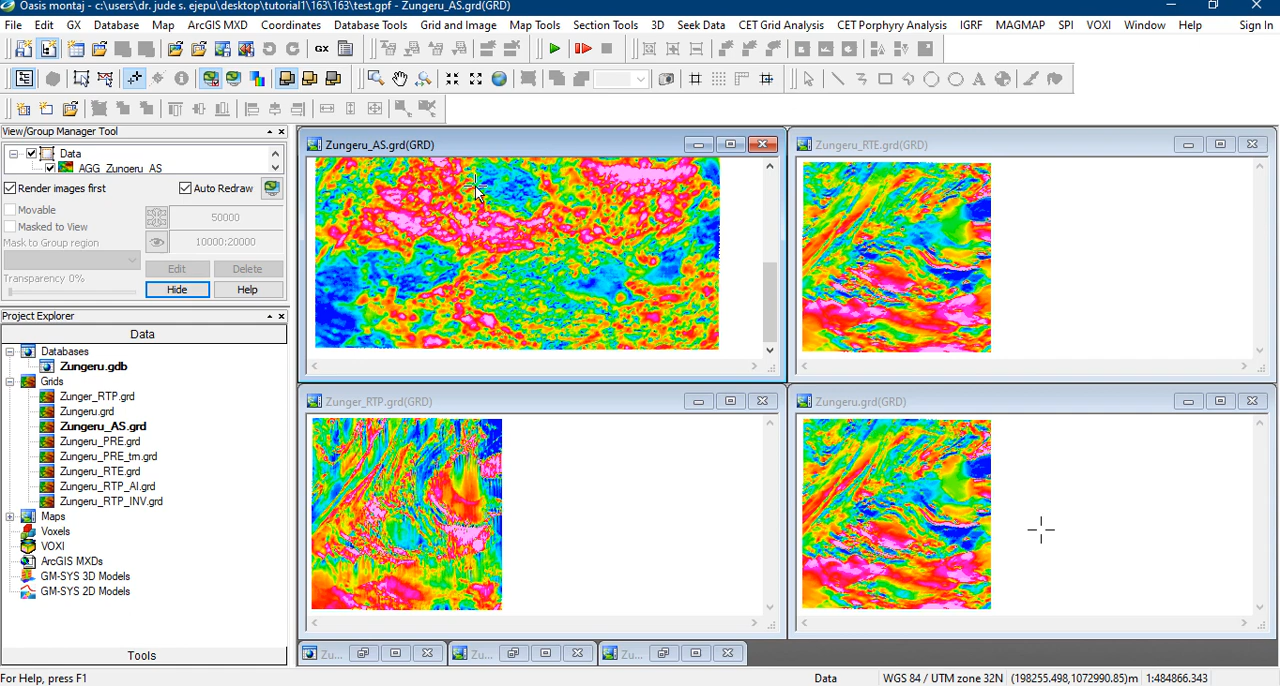 Oasis montaj - c:\users\dr. jude s. ejepu\desktop\tutorial1\163\163\test.gpf - Zungeru_AS.grd(GRD)
File Edit GX Database Map ArcGIS MXD Coordinates Database Tools Grid and Image Map Tools Section Tools 3D Seek Data CET Grid Analysis CET Porphyry Analysis IGRF MAGMAP SPI VOXI Window Help Sign In
GX
View/Group Manager Tool
Data
AGG_Zungeru_AS
Render images first Auto Redraw
Movable 50000
Masked to View
Mask to Group region 10000:20000
Transparency 0% Edit Delete
Hide Help
Project Explorer
Data
Databases
Zungeru.gdb
Grids
Zunger_RTP.grd
Zungeru.grd
Zungeru_AS.grd
Zungeru_PRE.grd
Zungeru_PRE_tm.grd
Zungeru_RTE.grd
Zungeru_RTP_AI.grd
Zungeru_RTP_INV.grd
Maps
Voxels
VOXI
ArcGIS MXDs
GM-SYS 3D Models
GM-SYS 2D Models
Tools
Zungeru_AS.grd(GRD)
Zungeru_RTE.grd(GRD)
Zunger_RTP.grd(GRD)
Zungeru.grd(GRD)
Zu... Zu... Zu...
For Help, press F1 Data WGS 84 / UTM zone 32N (198255.498,1072990.85)m 1:484866.343